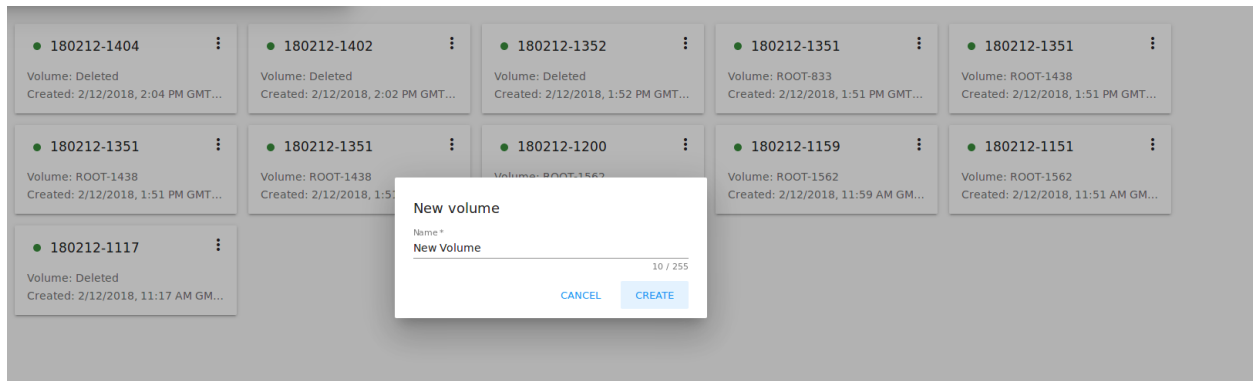 180212-1404
Volume: Deleted
Created: 2/12/2018, 2:04 PM GMT...
180212-1402
Volume: Deleted
Created: 2/12/2018, 2:02 PM GMT...
180212-1352
Volume: Deleted
Created: 2/12/2018, 1:52 PM GMT...
180212-1351
Volume: ROOT-833
Created: 2/12/2018, 1:51 PM GMT...
180212-1351
Volume: ROOT-1438
Created: 2/12/2018, 1:51 PM GMT...
180212-1351
Volume: ROOT-1438
Created: 2/12/2018, 1:51 PM GMT...
180212-1351
Volume: ROOT-1438
Created: 2/12/2018, 1:5
180212-1200
Volume: ROOT-1562
180212-1159
Volume: ROOT-1562
Created: 2/12/2018, 11:59 AM GM...
180212-1151
Volume: ROOT-1562
Created: 2/12/2018, 11:51 AM GM...
180212-1117
Volume: Deleted
Created: 2/12/2018, 11:17 AM GM...
New volume
Name *
New Volume
10 / 255
CANCEL
CREATE